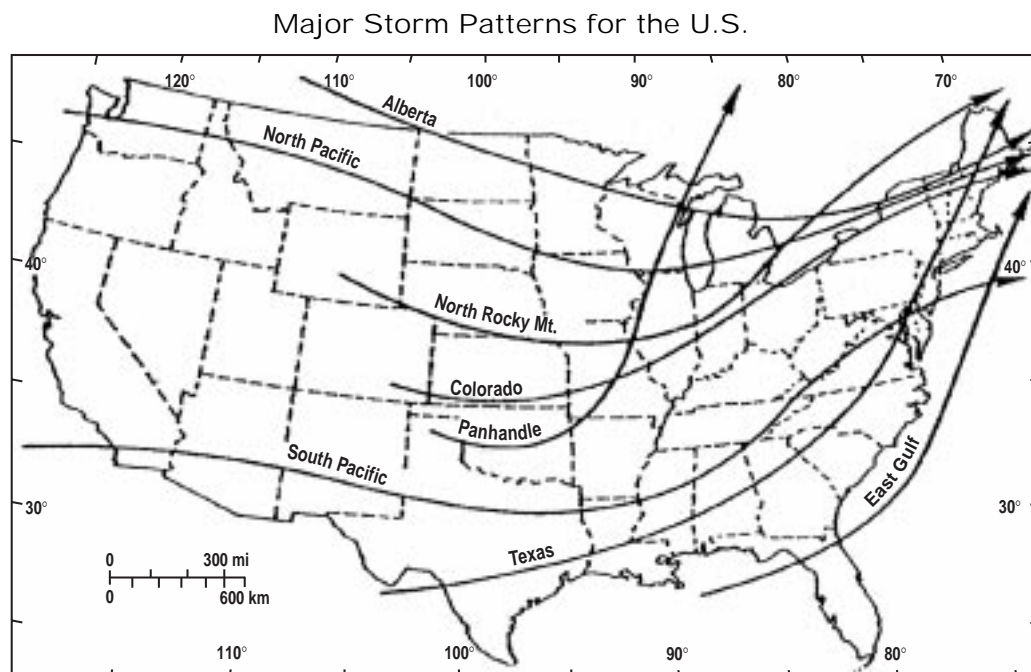 Major Storm Patterns for the U.S.
120° 110° 100° 90° 80° 70°
Alberta
North Pacific
40° 40°
North Rocky Mt.
Colorado
Panhandle
South Pacific
East Gulf
30° 30°
Texas
0 300 mi
0 600 km
110° 100° 90° 80°